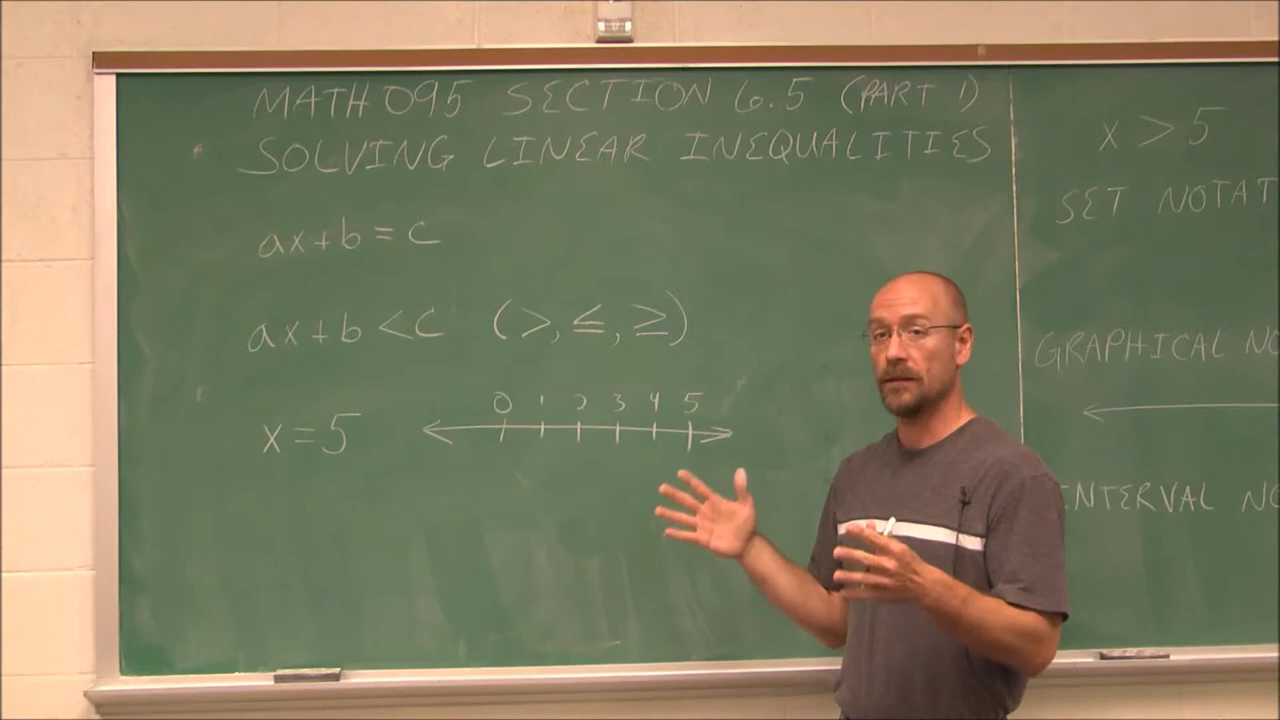 MATH 095 SECTION 6.5 (PART 1)
SOLVING LINEAR INEQUALITIES
ax+b=c
ax+b<c (>,≤,≥)
0 1 2 3 4 5
x=5
x>5
SET NOTAT
GRAPHICAL NO
INTERVAL NO